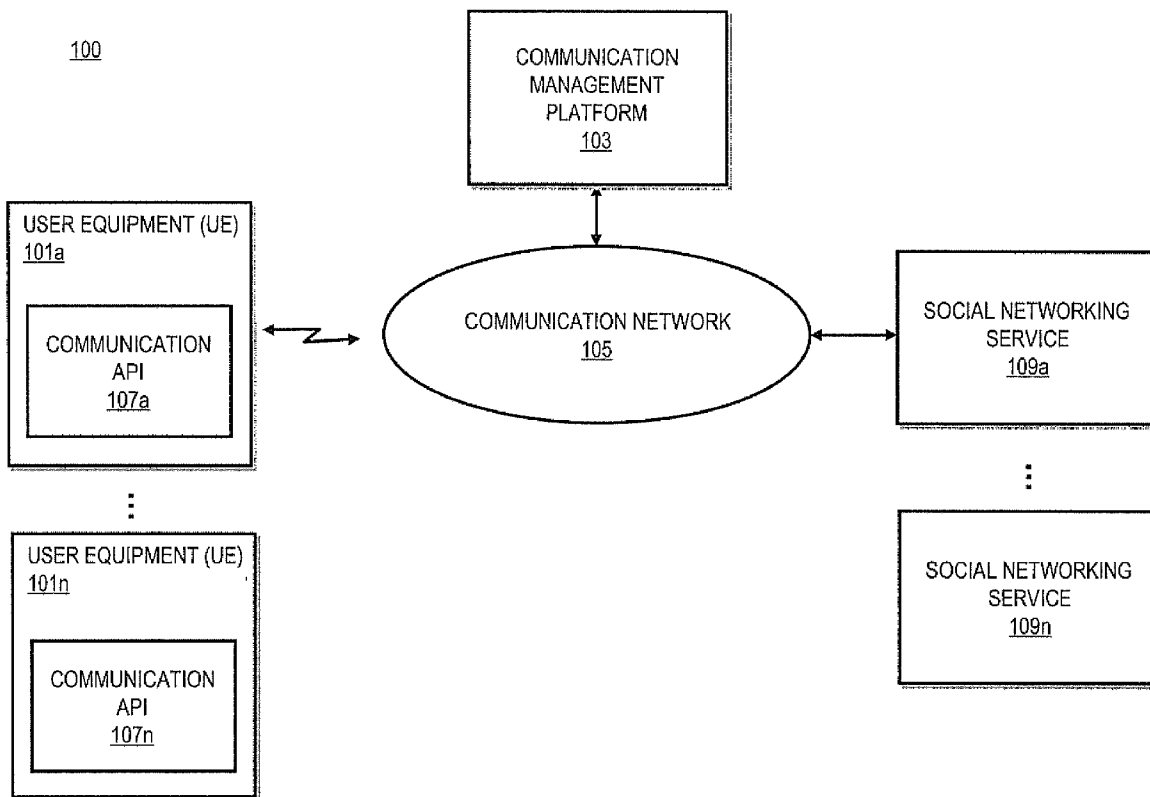 100
COMMUNICATION
MANAGEMENT
PLATFORM
103
USER EQUIPMENT (UE)
101a
COMMUNICATION
API
107a
COMMUNICATION NETWORK
105
SOCIAL NETWORKING
SERVICE
109a
USER EQUIPMENT (UE)
101n
COMMUNICATION
API
107n
SOCIAL NETWORKING
SERVICE
109n